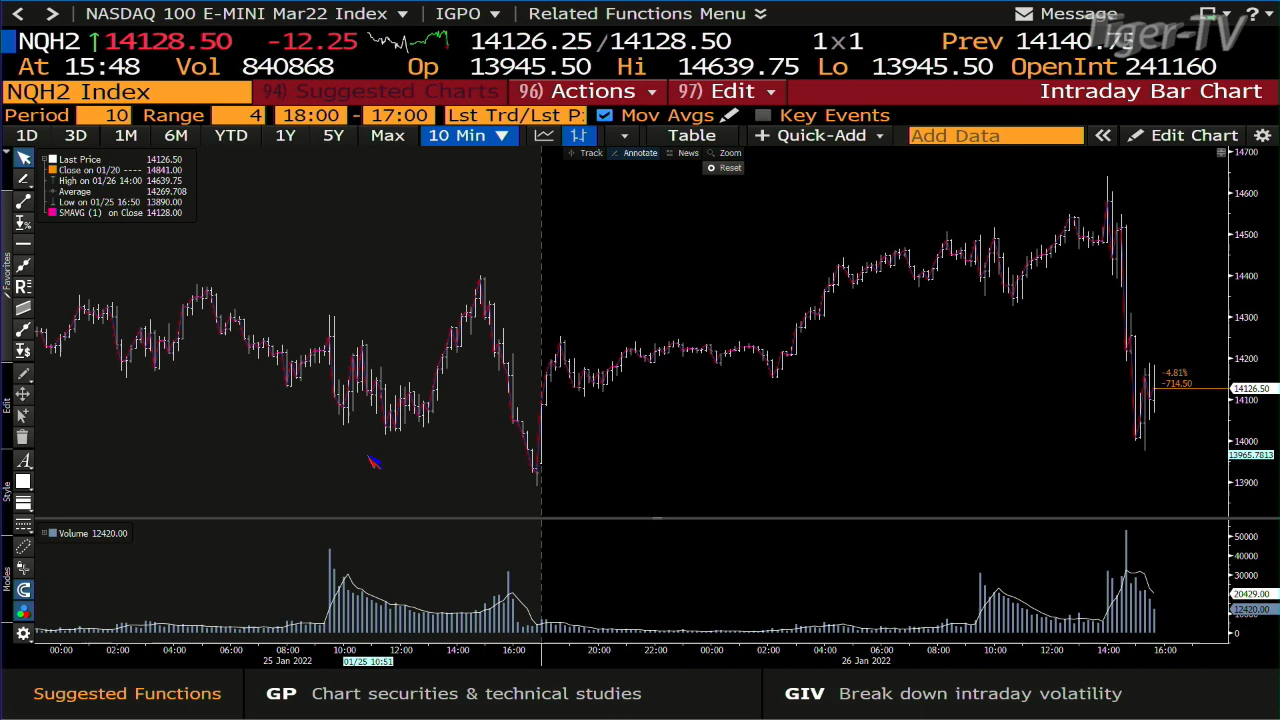 NASDAQ 100 E-MINI Mar22 Index IGPO Related Functions Menu Message ?
Tiger-TV
NQH2 ↑14128.50 -12.25 14126.25/14128.50 1x1 Prev 14140.75
At 15:48 Vol 840868 Op 13945.50 Hi 14639.75 Lo 13945.50 OpenInt 241160
NQH2 Index 94) Suggested Charts 96) Actions 97) Edit Intraday Bar Chart
Period 10 Range 4 18:00 - 17:00 Lst Trd/Lst P: Mov Avgs Key Events
1D 3D 1M 6M YTD 1Y 5Y Max 10 Min ▼ Table + Quick-Add Add Data « Edit Chart
Track Annotate News Zoom
Reset
Last Price 14126.50
Close on 01/20 ---- 14841.00
High on 01/26 14:00 14639.75
Average 14269.708
Low on 01/25 16:50 13890.00
SMAVG (1) on Close 14128.00
Favorites
Edit
Style
Modes
14700
14600
14500
14400
14300
14200
-4.81%
-714.50
14126.50
14100
14000
13965.7813
13900
Volume 12420.00
50000
40000
30000
20429.00
12420.00
0
00:00 02:00 04:00 06:00 08:00 10:00 12:00 14:00 16:00 20:00 22:00 00:00 02:00 04:00 06:00 08:00 10:00 12:00 14:00 16:00
25 Jan 2022 01/25 10:51 26 Jan 2022
Suggested Functions GP Chart securities & technical studies GIV Break down intraday volatility